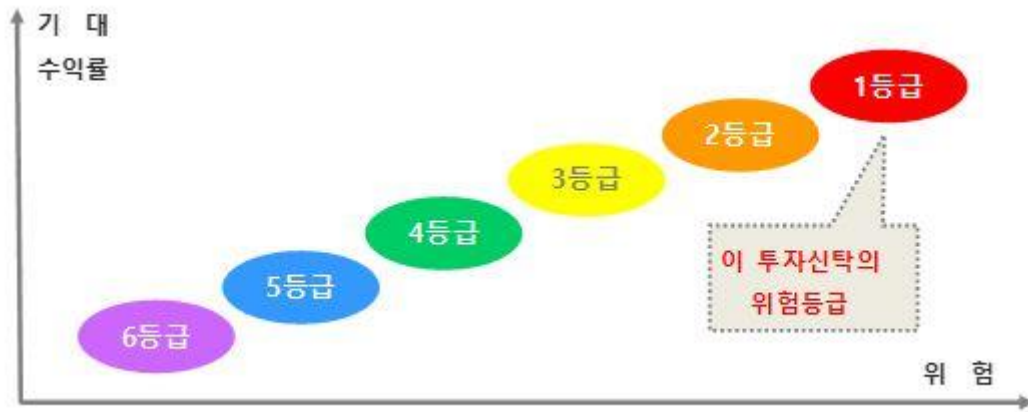 기 대
수익률
1등급
2등급
3등급
4등급
5등급
6등급
이 투자신탁의
위험등급
위 험